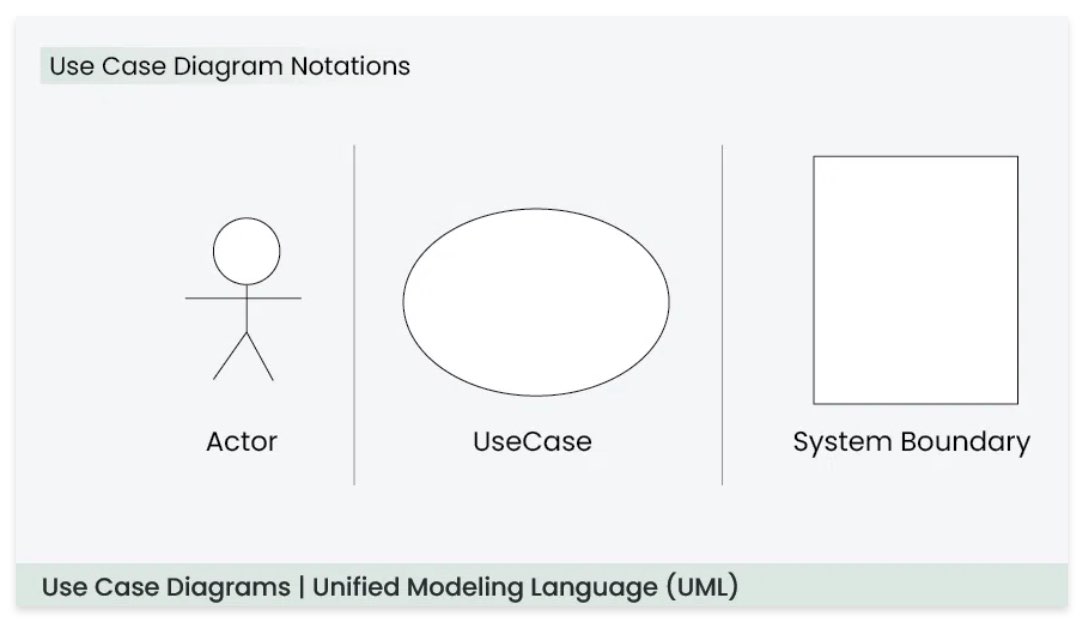 Use Case Diagram Notations
Actor
UseCase
System Boundary
Use Case Diagrams | Unified Modeling Language (UML)